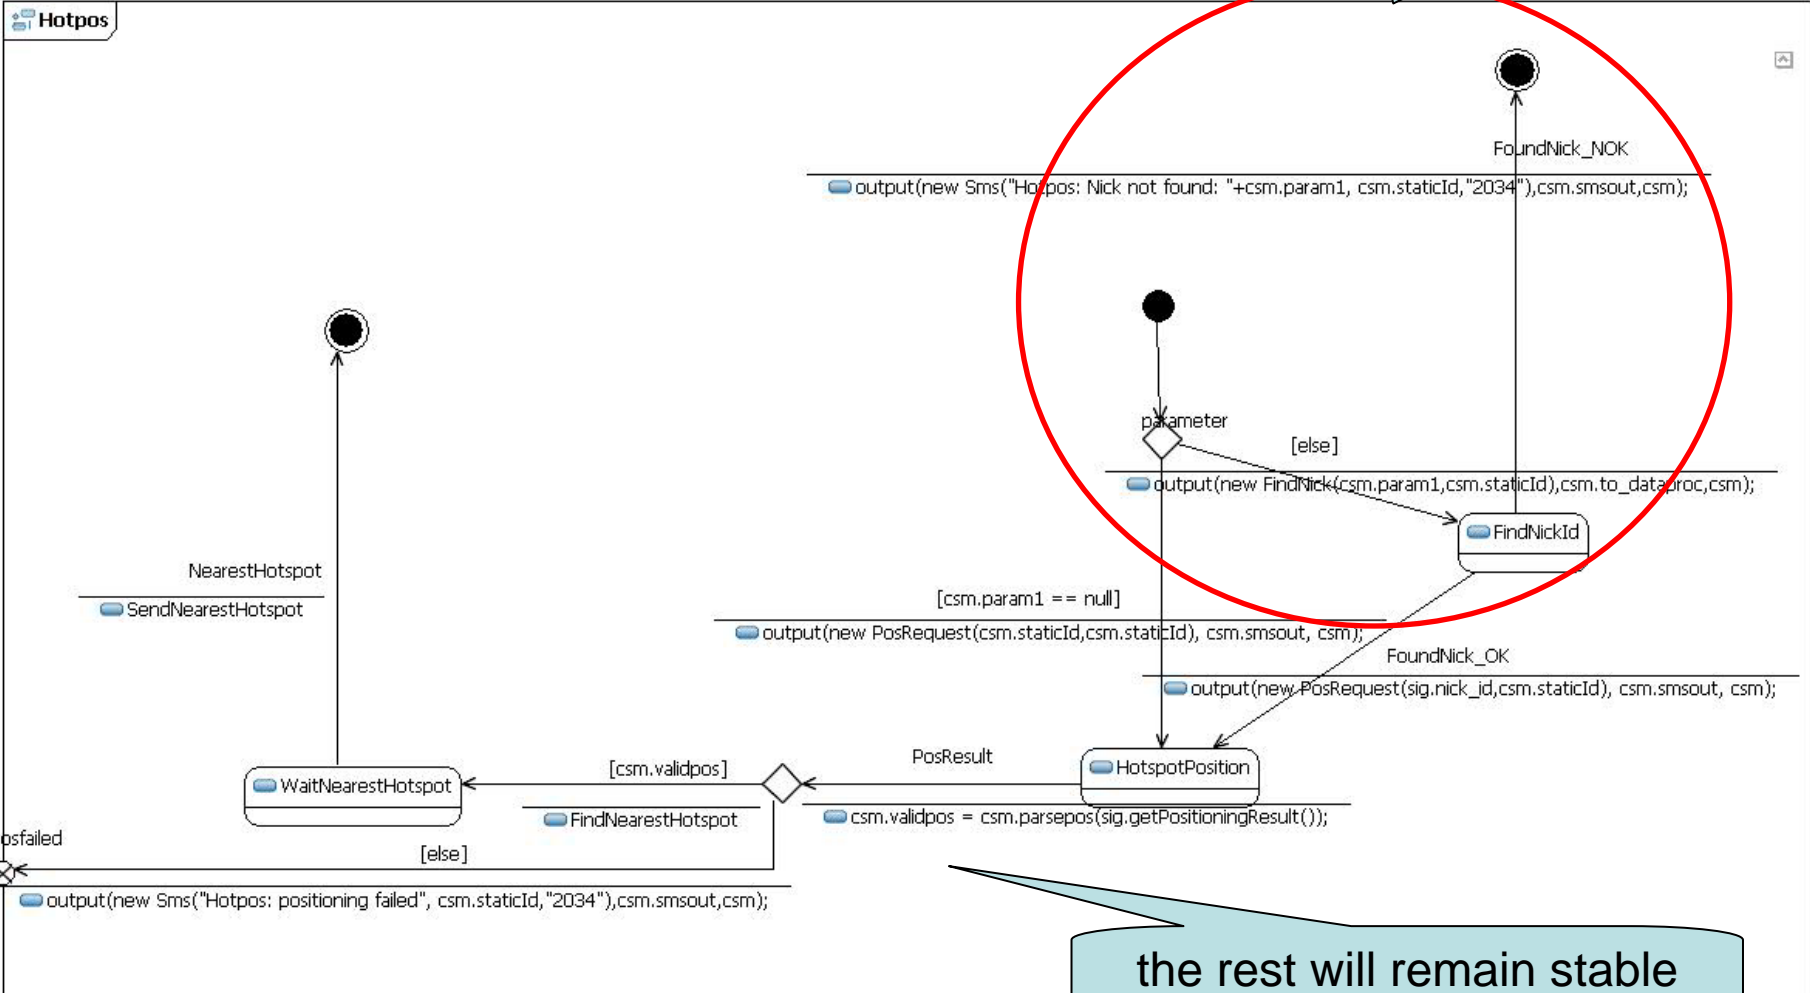 Hotpos
FoundNick_NOK
output(new Sms("Hotpos: Nick not found: "+csm.param1, csm.staticId,"2034"),csm.smsout,csm);
parameter
[else]
output(new FindNick(csm.param1,csm.staticId),csm.to_dataproc,csm);
FindNickId
NearestHotspot
SendNearestHotspot
[csm.param1 == null]
output(new PosRequest(csm.staticId,csm.staticId), csm.smsout, csm);
FoundNick_OK
output(new PosRequest(sig.nick_id,csm.staticId), csm.smsout, csm);
PosResult
HotspotPosition
[csm.validpos]
WaitNearestHotspot
FindNearestHotspot
csm.validpos = csm.parsepos(sig.getPositioningResult());
osfailed
[else]
output(new Sms("Hotpos: positioning failed", csm.staticId,"2034"),csm.smsout,csm);
the rest will remain stable